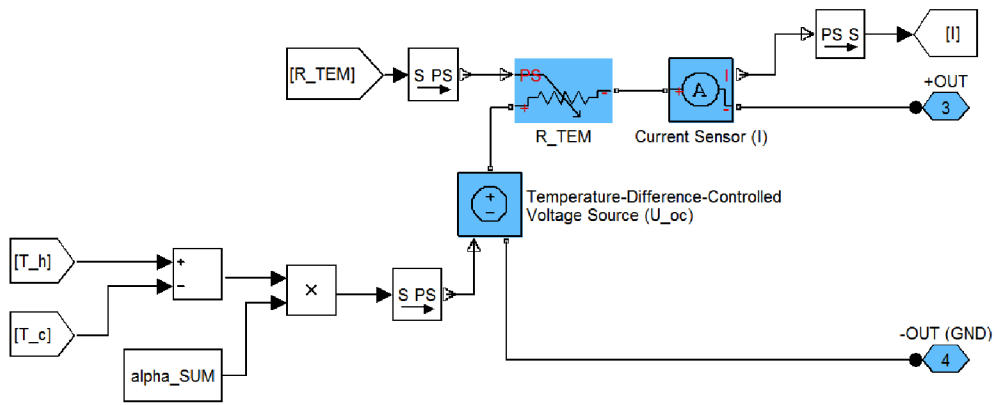 [R_TEM]
S PS
PS
R_TEM
A
I
Current Sensor (I)
PS S
[I]
+OUT
3
Temperature-Difference-Controlled
Voltage Source (U_oc)
[T_h]
[T_c]
alpha_SUM
×
S PS
-OUT (GND)
4